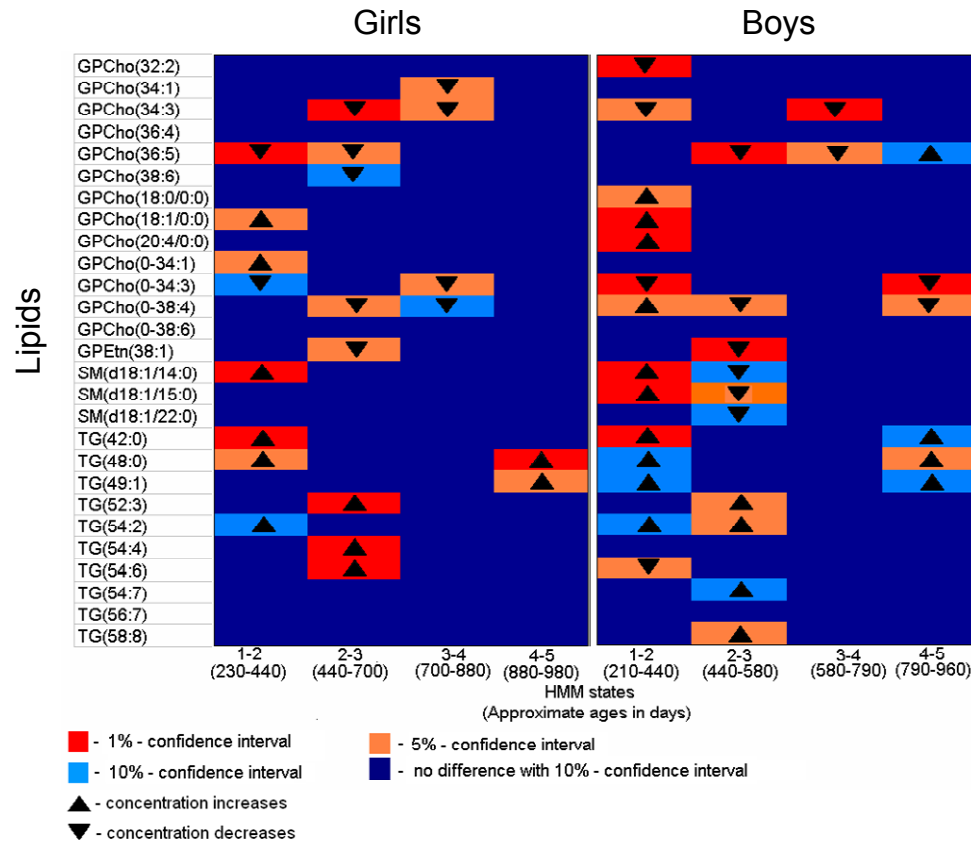 Girls Boys
Lipids
GPCho(32:2)
GPCho(34:1)
GPCho(34:3)
GPCho(36:4)
GPCho(36:5)
GPCho(38:6)
GPCho(18:0/0:0)
GPCho(18:1/0:0)
GPCho(20:4/0:0)
GPCho(0-34:1)
GPCho(0-34:3)
GPCho(0-38:4)
GPCho(0-38:6)
GPEtn(38:1)
SM(d18:1/14:0)
SM(d18:1/15:0)
SM(d18:1/22:0)
TG(42:0)
TG(48:0)
TG(49:1)
TG(52:3)
TG(54:2)
TG(54:4)
TG(54:6)
TG(54:7)
TG(56:7)
TG(58:8)
1-2 2-3 3-4 4-5 1-2 2-3 3-4 4-5
(230-440) (440-700) (700-880) (880-980) (210-440) (440-580) (580-790) (790-960)
HMM states
(Approximate ages in days)
- 1% - confidence interval - 5% - confidence interval
- 10% - confidence interval - no difference with 10% - confidence interval
- concentration increases
- concentration decreases